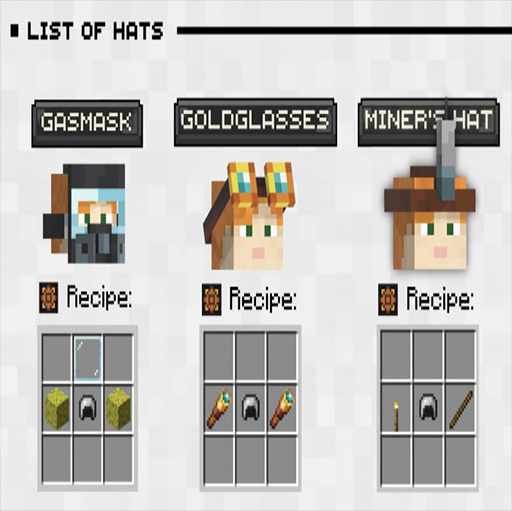 LIST OF HATS
GASMASK
GOLDGLASSES
MINER'S HAT
Recipe:
Recipe:
Recipe: